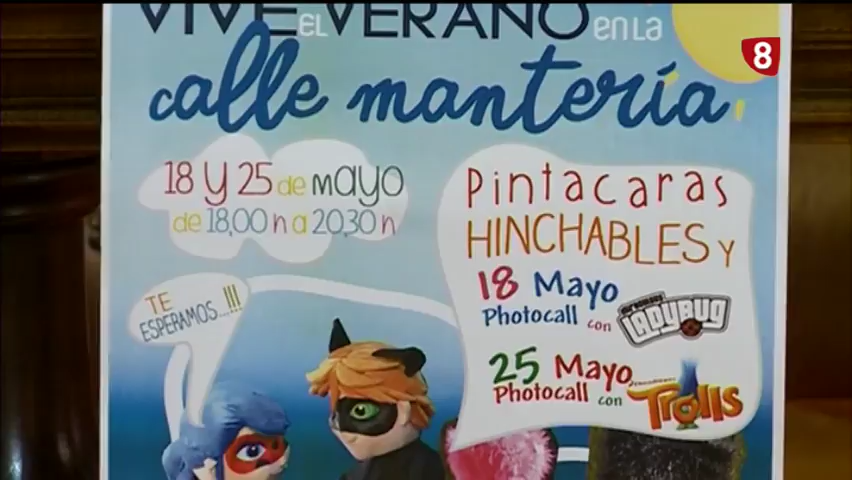 VIVE EL VERANO EN LA
calle mantería
8
18 y 25 de mayo
de 18,00 h a 20,30 h
TE
ESPERAMOS...!!!
Pintacaras
HINCHABLES y
18 Mayo
Photocall con LADYBUG
25 Mayo
Photocall con Trolls